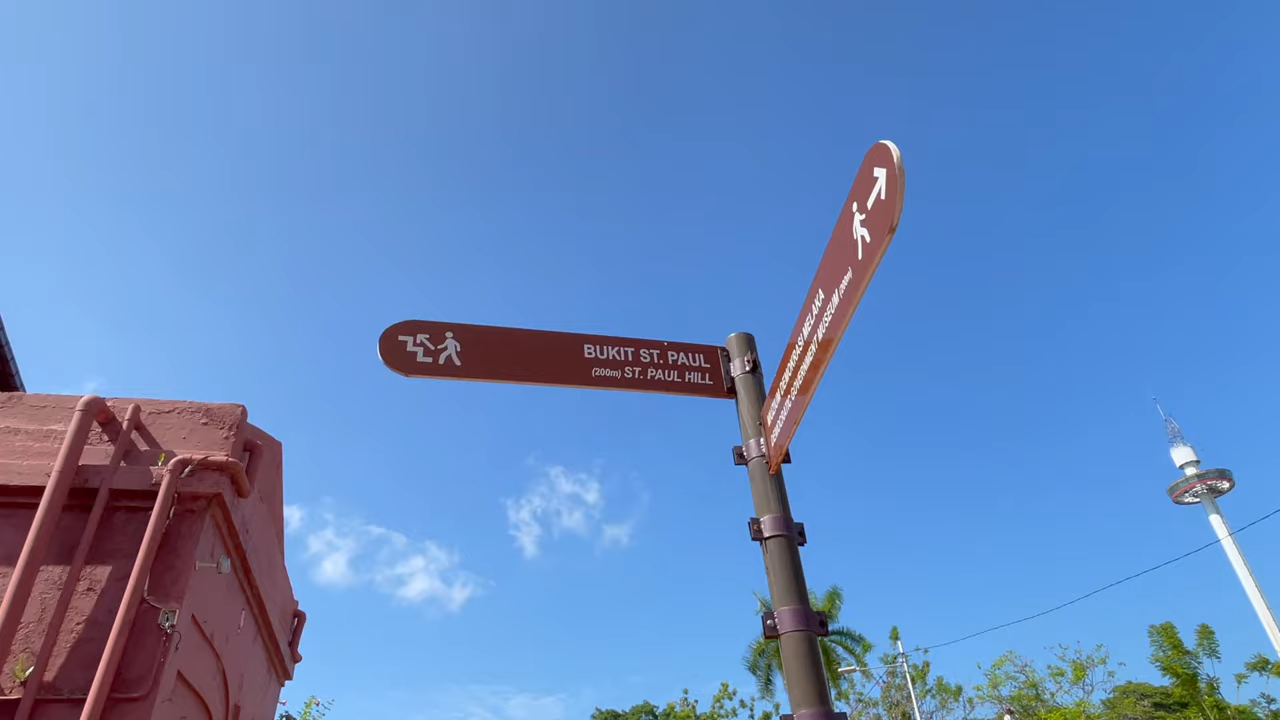 BUKIT ST. PAUL
(200m) ST. PAUL HILL
MUZIUM DEMOKRASI MELAKA
DEMOCRATIC GOVERNMENT MUSEUM (200m)